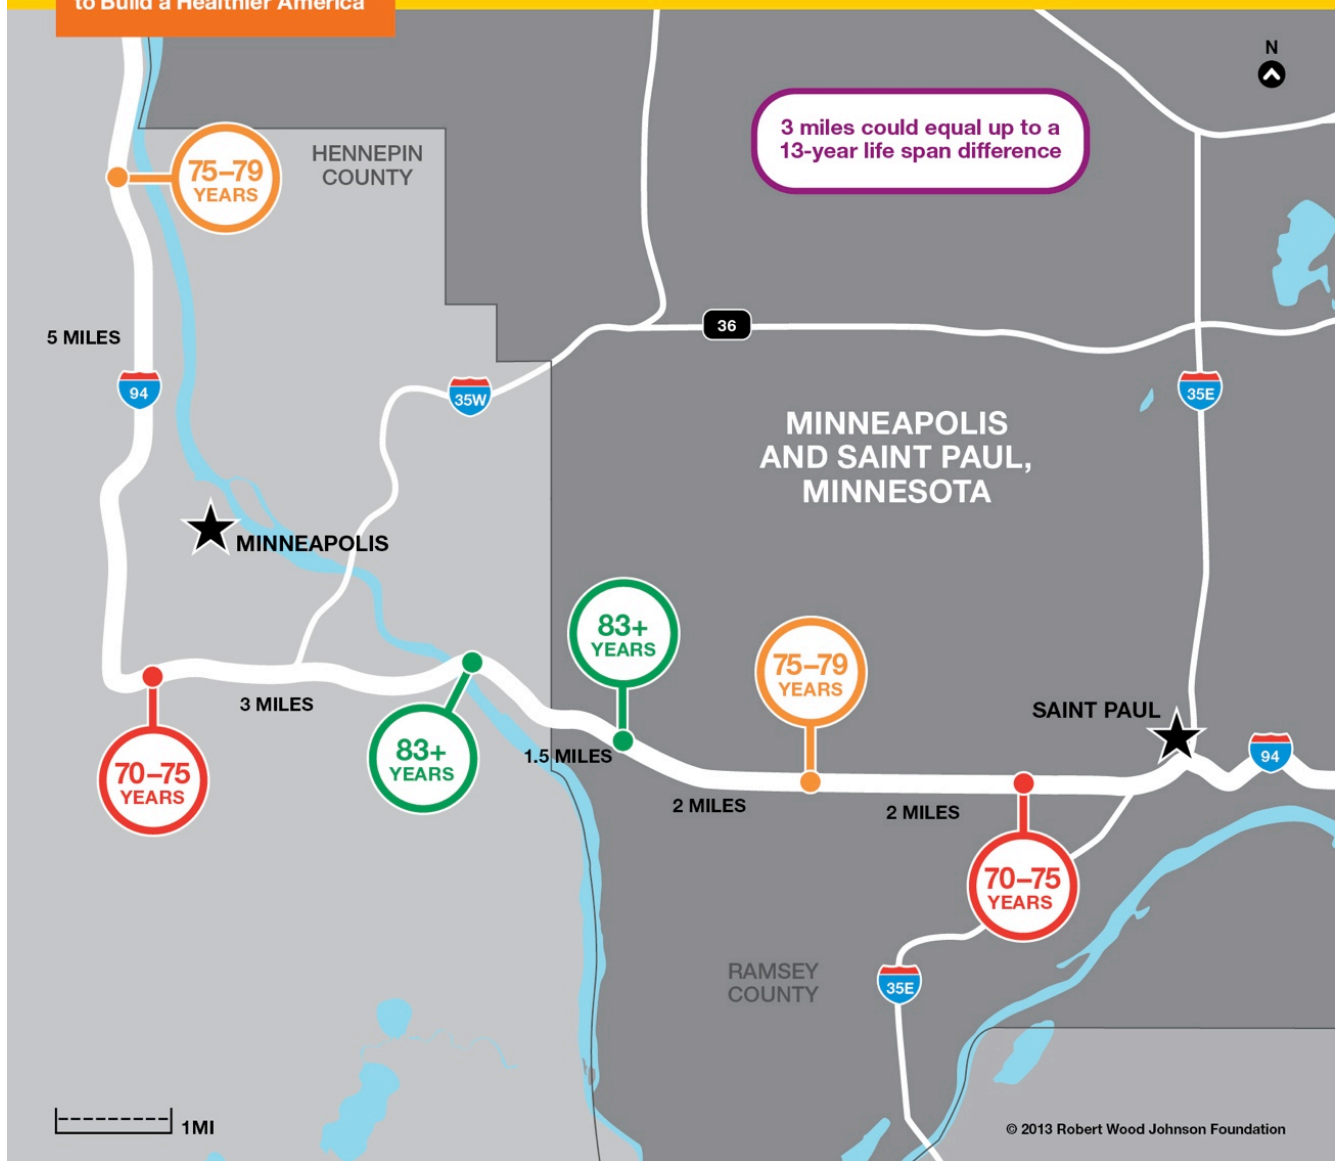 to Build a Healthier America
N
3 miles could equal up to a
13-year life span difference
HENNEPIN
COUNTY
75–79
YEARS
36
5 MILES
94
35W
35E
MINNEAPOLIS
AND SAINT PAUL,
MINNESOTA
MINNEAPOLIS
83+
YEARS
75–79
YEARS
3 MILES
SAINT PAUL
70–75
YEARS
83+
YEARS
1.5 MILES
94
2 MILES
2 MILES
70–75
YEARS
RAMSEY
COUNTY
35E
1MI
© 2013 Robert Wood Johnson Foundation